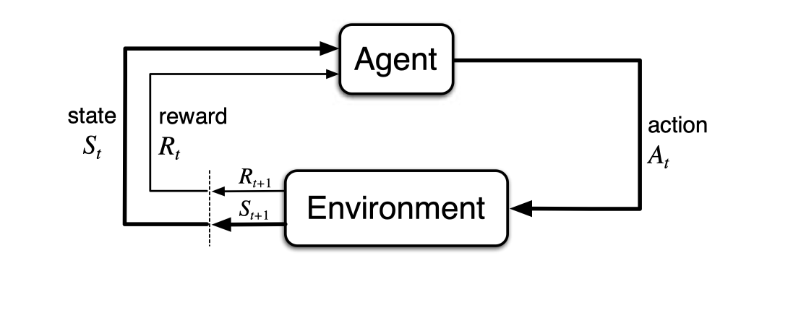 Agent
state
S_t
reward
R_t
action
A_t
R_{t+1}
S_{t+1}
Environment